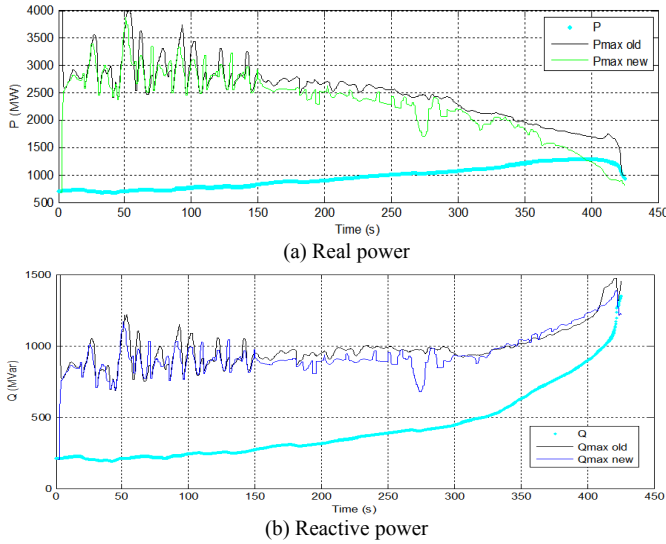 4000
3500
3000
2500
2000
1500
1000
500
P (MW)
P
Pmax old
Pmax new
0 50 100 150 200 250 300 350 400 450
Time (s)
(a) Real power
1500
1000
500
0
Q (MVar)
Q
Qmax old
Qmax new
0 50 100 150 200 250 300 350 400 450
Time (s)
(b) Reactive power